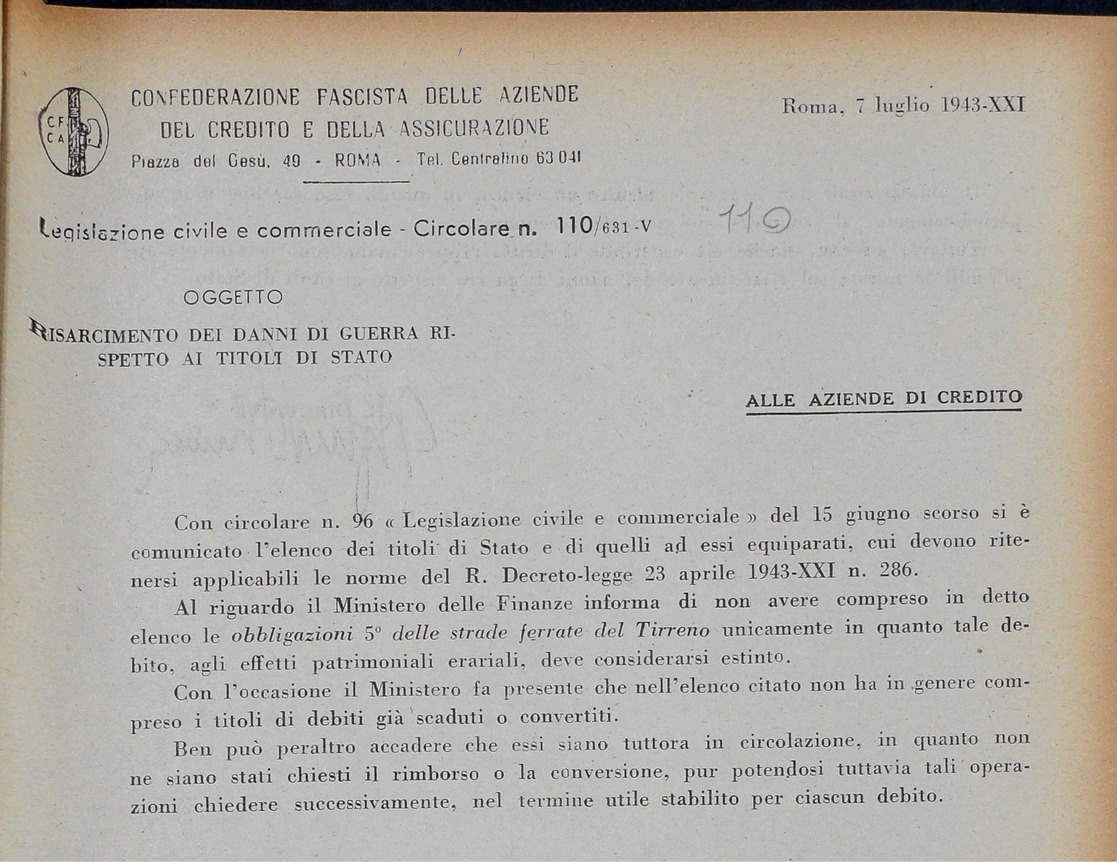 C.F.
C A
CONFEDERAZIONE FASCISTA DELLE AZIENDE
DEL CREDITO E DELLA ASSICURAZIONE
Piazza del Gesù, 49 - ROMA - Tel. Centralino 63 041
Roma, 7 luglio 1943-XXI
Legislazione civile e commerciale - Circolare n. 110/631-V
110
OGGETTO
RISARCIMENTO DEI DANNI DI GUERRA RI-
SPETTO AI TITOLI DI STATO
ALLE AZIENDE DI CREDITO
Con circolare n. 96 « Legislazione civile e commerciale » del 15 giugno scorso si è
comunicato l'elenco dei titoli di Stato e di quelli ad essi equiparati, cui devono rite-
nersi applicabili le norme del R. Decreto-legge 23 aprile 1943-XXI n. 286.
Al riguardo il Ministero delle Finanze informa di non avere compreso in detto
elenco le obbligazioni 5° delle strade ferrate del Tirreno unicamente in quanto tale de-
bito, agli effetti patrimoniali erariali, deve considerarsi estinto.
Con l'occasione il Ministero fa presente che nell'elenco citato non ha in genere com-
preso i titoli di debiti già scaduti o convertiti.
Ben può peraltro accadere che essi siano tuttora in circolazione, in quanto non
ne siano stati chiesti il rimborso o la conversione, pur potendosi tuttavia tali opera-
zioni chiedere successivamente, nel termine utile stabilito per ciascun debito.